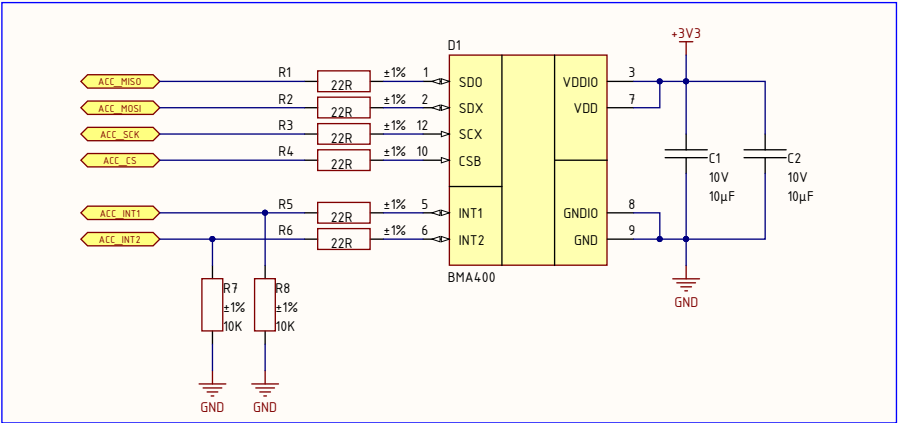 D1
+3V3
ACC_MISO R1 22R ±1% 1 SDO VDDIO 3
ACC_MOSI R2 22R ±1% 2 SDX VDD 7
ACC_SCK R3 22R ±1% 12 SCX
ACC_CS R4 22R ±1% 10 CSB
C1
10V
10µF
C2
10V
10µF
ACC_INT1 R5 22R ±1% 5 INT1 GNDIO 8
ACC_INT2 R6 22R ±1% 6 INT2 GND 9
BMA400
GND
R7
±1%
10K
R8
±1%
10K
GND
GND